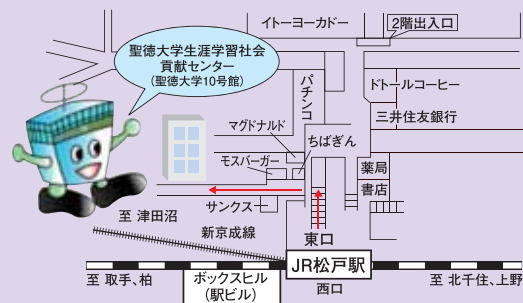 イトーヨーカドー
2階出入口
聖徳大学生涯学習社会
貢献センター
(聖徳大学10号館)
パチンコ
ドトールコーヒー
三井住友銀行
マグドナルド
ちばぎん
モスバーガー
薬局
書店
サンクス
至 津田沼
新京成線
東口
JR松戸駅
至 取手、柏
ボックスヒル
(駅ビル)
西口
至 北千住、上野